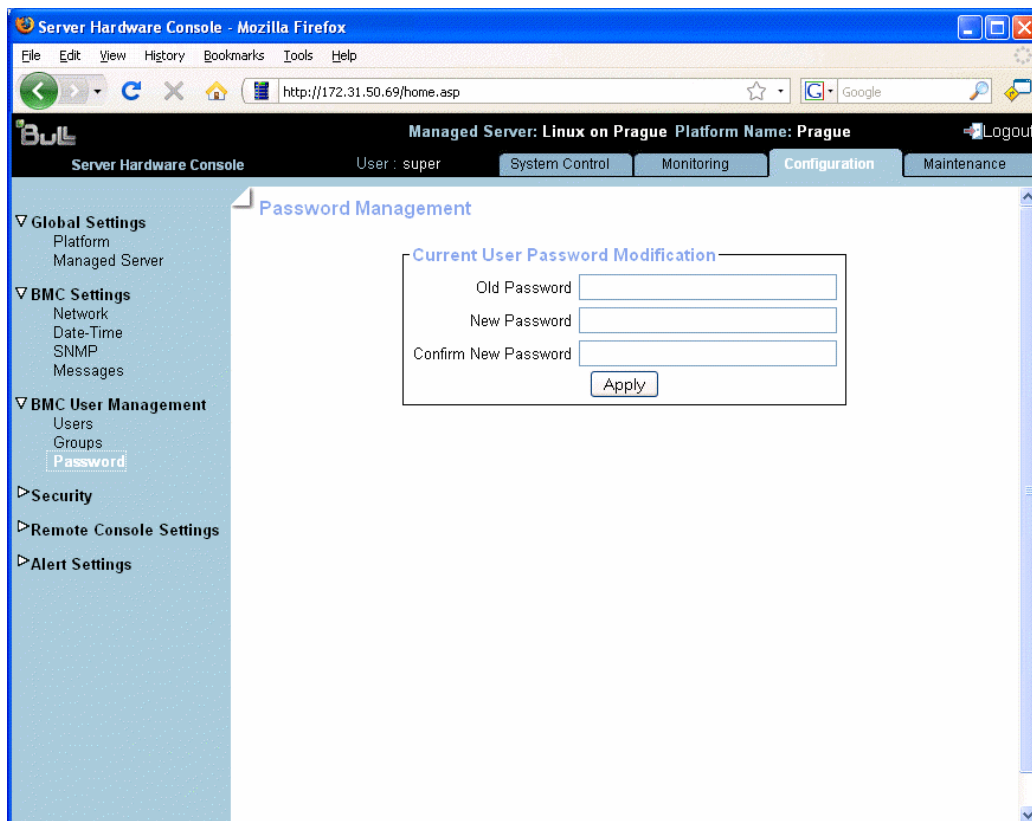 Server Hardware Console - Mozilla Firefox
File Edit View History Bookmarks Tools Help
http://172.31.50.69/home.asp
G Google
Bull
Managed Server: Linux on Prague Platform Name: Prague
Logout
Server Hardware Console
User : super
System Control
Monitoring
Configuration
Maintenance
Global Settings
Platform
Managed Server
BMC Settings
Network
Date-Time
SNMP
Messages
BMC User Management
Users
Groups
Password
Security
Remote Console Settings
Alert Settings
Password Management
Current User Password Modification
Old Password
New Password
Confirm New Password
Apply